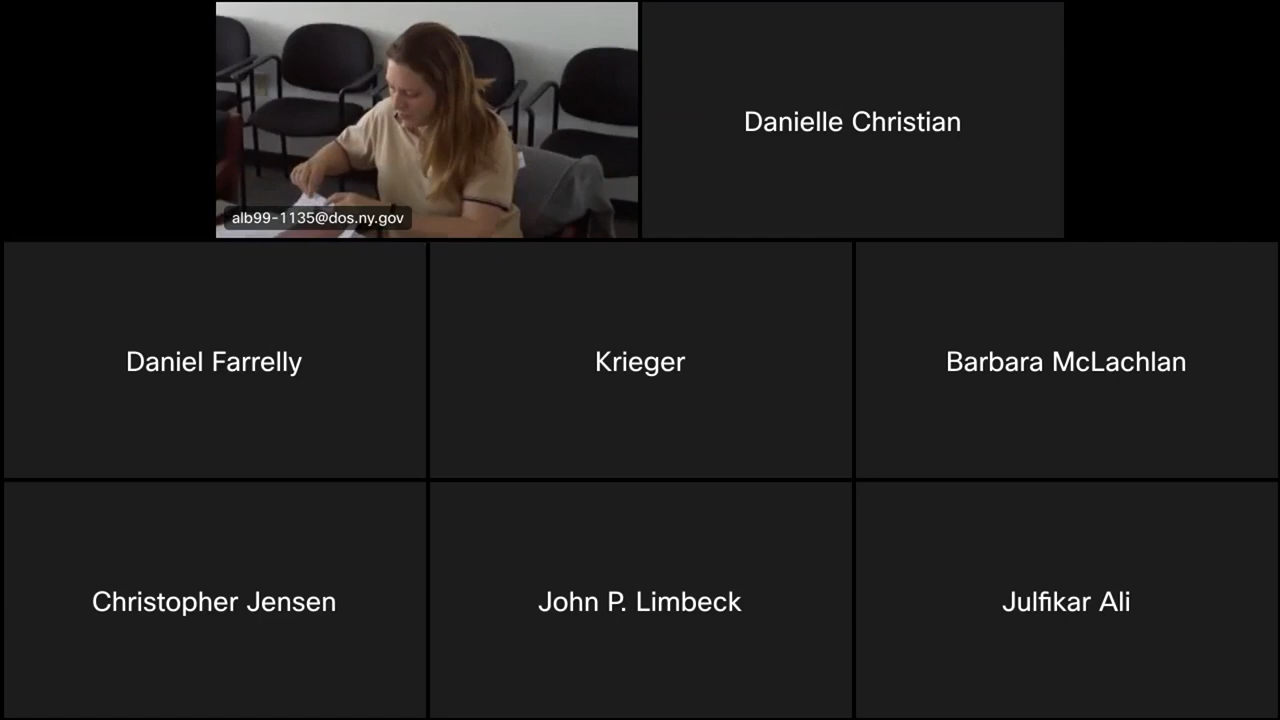 alb99-1135@dos.ny.gov
Danielle Christian
Daniel Farrelly
Krieger
Barbara McLachlan
Christopher Jensen
John P. Limbeck
Julfikar Ali